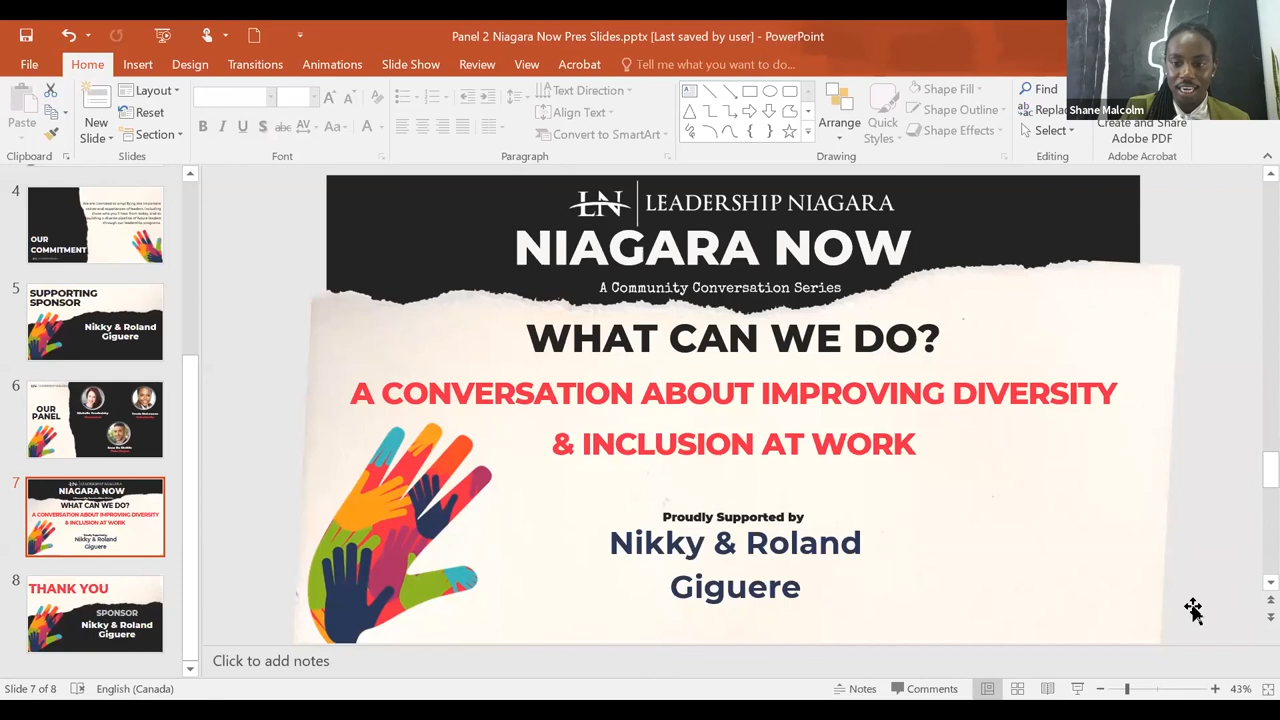 Panel 2 Niagara Now Pres Slides.pptx [Last saved by user] - PowerPoint
File Home Insert Design Transitions Animations Slide Show Review View Acrobat Tell me what you want to do...
Paste
New
Slide
Layout
Reset
Section
B I U S abc AV Aa A
Text Direction
Align Text
Convert to SmartArt
Arrange
Quick
Styles
Shape Fill
Shape Outline
Shape Effects
Find
Select
Create and Share
Adobe PDF
Clipboard Slides Font Paragraph Drawing Editing Adobe Acrobat
Shane Malcolm
4
OUR
COMMITMENT
5
SUPPORTING
SPONSOR
Nikky & Roland
Giguere
6
OUR
PANEL
7
NIAGARA NOW
WHAT CAN WE DO?
A CONVERSATION ABOUT IMPROVING DIVERSITY
& INCLUSION AT WORK
Nikky & Roland
Giguere
8
THANK YOU
SPONSOR
Nikky & Roland
Giguere
LN LEADERSHIP NIAGARA
NIAGARA NOW
A Community Conversation Series
WHAT CAN WE DO?
A CONVERSATION ABOUT IMPROVING DIVERSITY
& INCLUSION AT WORK
Proudly Supported by
Nikky & Roland
Giguere
Click to add notes
Slide 7 of 8 English (Canada) Notes Comments 43%